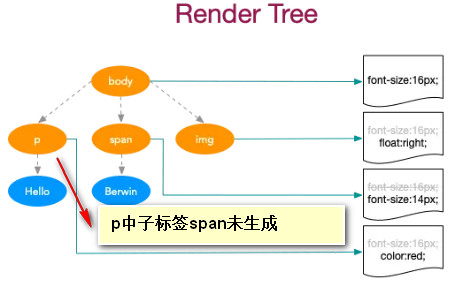 Render Tree
body
font-size:16px;
p
span
img
font-size:16px;
float:right;
Hello
Berwin
font-size:16px;
font-size:14px;
p中子标签span未生成
font-size:16px;
color:red;